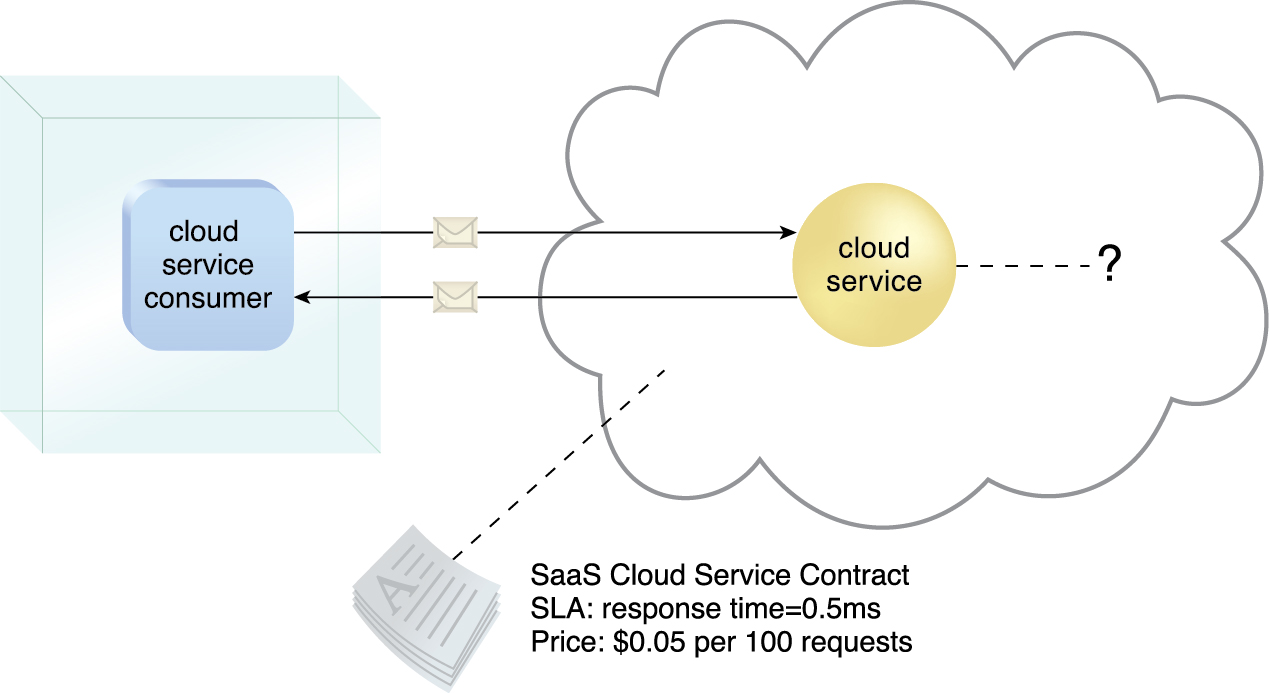 cloud
service
consumer
cloud
service
?
A
SaaS Cloud Service Contract
SLA: response time=0.5ms
Price: $0.05 per 100 requests